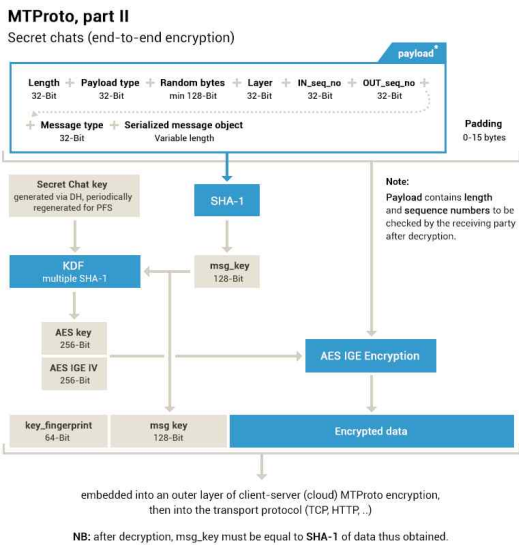 MTProto, part II
Secret chats (end-to-end encryption)
payload*
Length + Payload type + Random bytes + Layer + IN_seq_no + OUT_seq_no +
32-Bit 32-Bit min 128-Bit 32-Bit 32-Bit 32-Bit
+ Message type + Serialized message object
32-Bit Variable length
Padding
0-15 bytes
Secret Chat key
generated via DH, periodically
regenerated for PFS
SHA-1
Note:
Payload contains length
and sequence numbers to be
checked by the receiving party
after decryption.
KDF
multiple SHA-1
msg_key
128-Bit
AES key
256-Bit
AES IGE IV
256-Bit
AES IGE Encryption
key_fingerprint
64-Bit
msg key
128-Bit
Encrypted data
embedded into an outer layer of client-server (cloud) MTProto encryption,
then into the transport protocol (TCP, HTTP, ..)
NB: after decryption, msg_key must be equal to SHA-1 of data thus obtained.